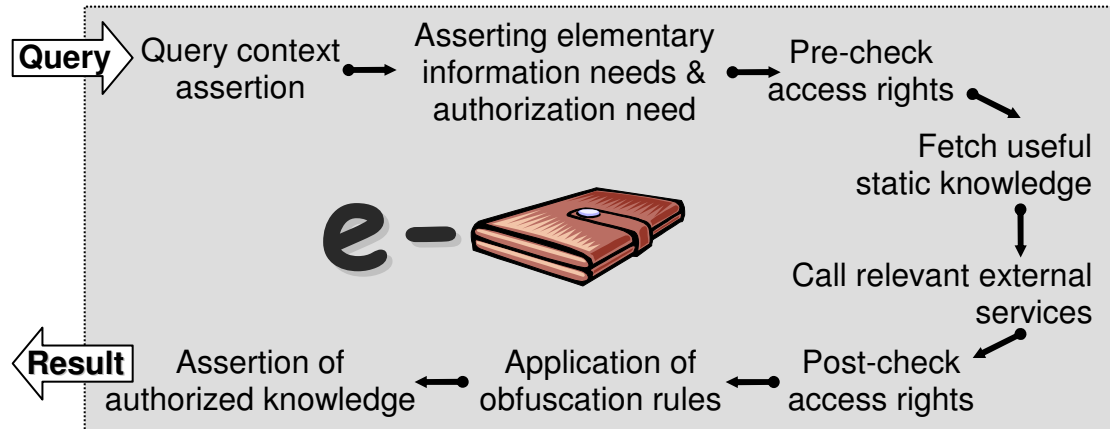 Query
Query context
assertion
Asserting elementary
information needs &
authorization need
Pre-check
access rights
Fetch useful
static knowledge
Call relevant external
services
Post-check
access rights
Application of
obfuscation rules
Assertion of
authorized knowledge
Result
e-